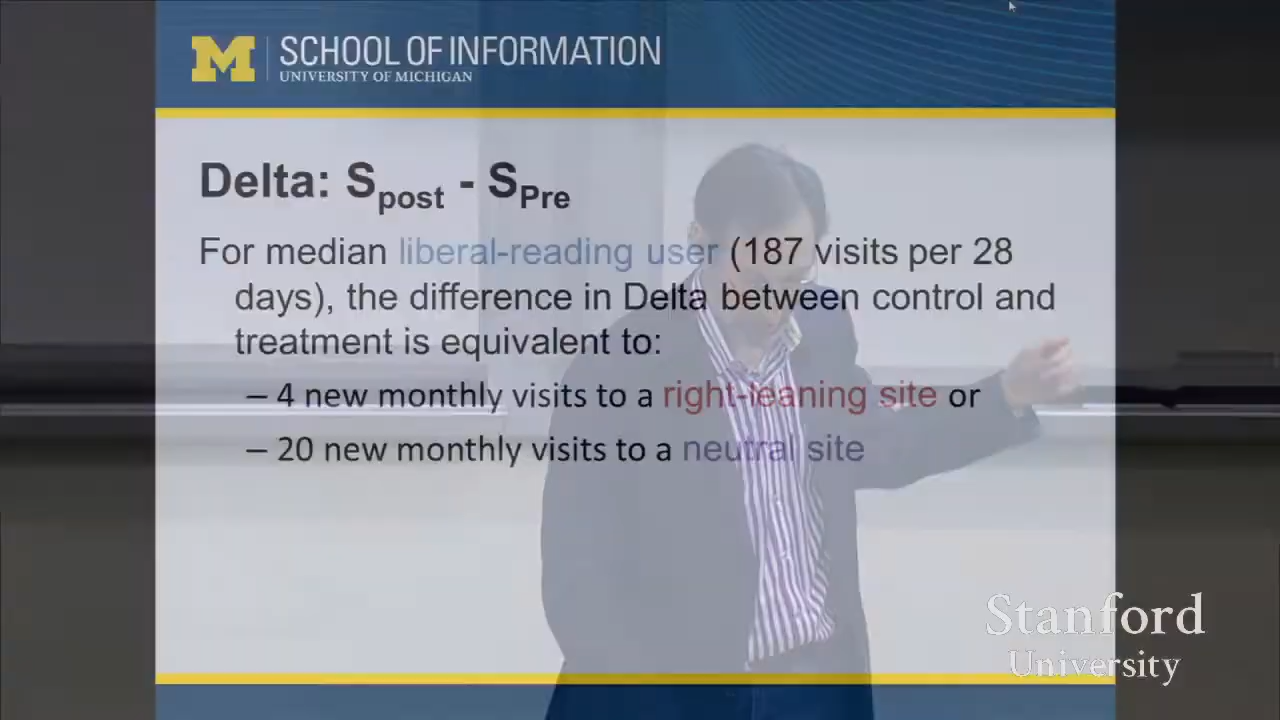 M SCHOOL OF INFORMATION
UNIVERSITY OF MICHIGAN
Delta: Spost - SPre
For median liberal-reading user (187 visits per 28
days), the difference in Delta between control and
treatment is equivalent to:
– 4 new monthly visits to a right-leaning site or
– 20 new monthly visits to a neutral site
Stanford
University